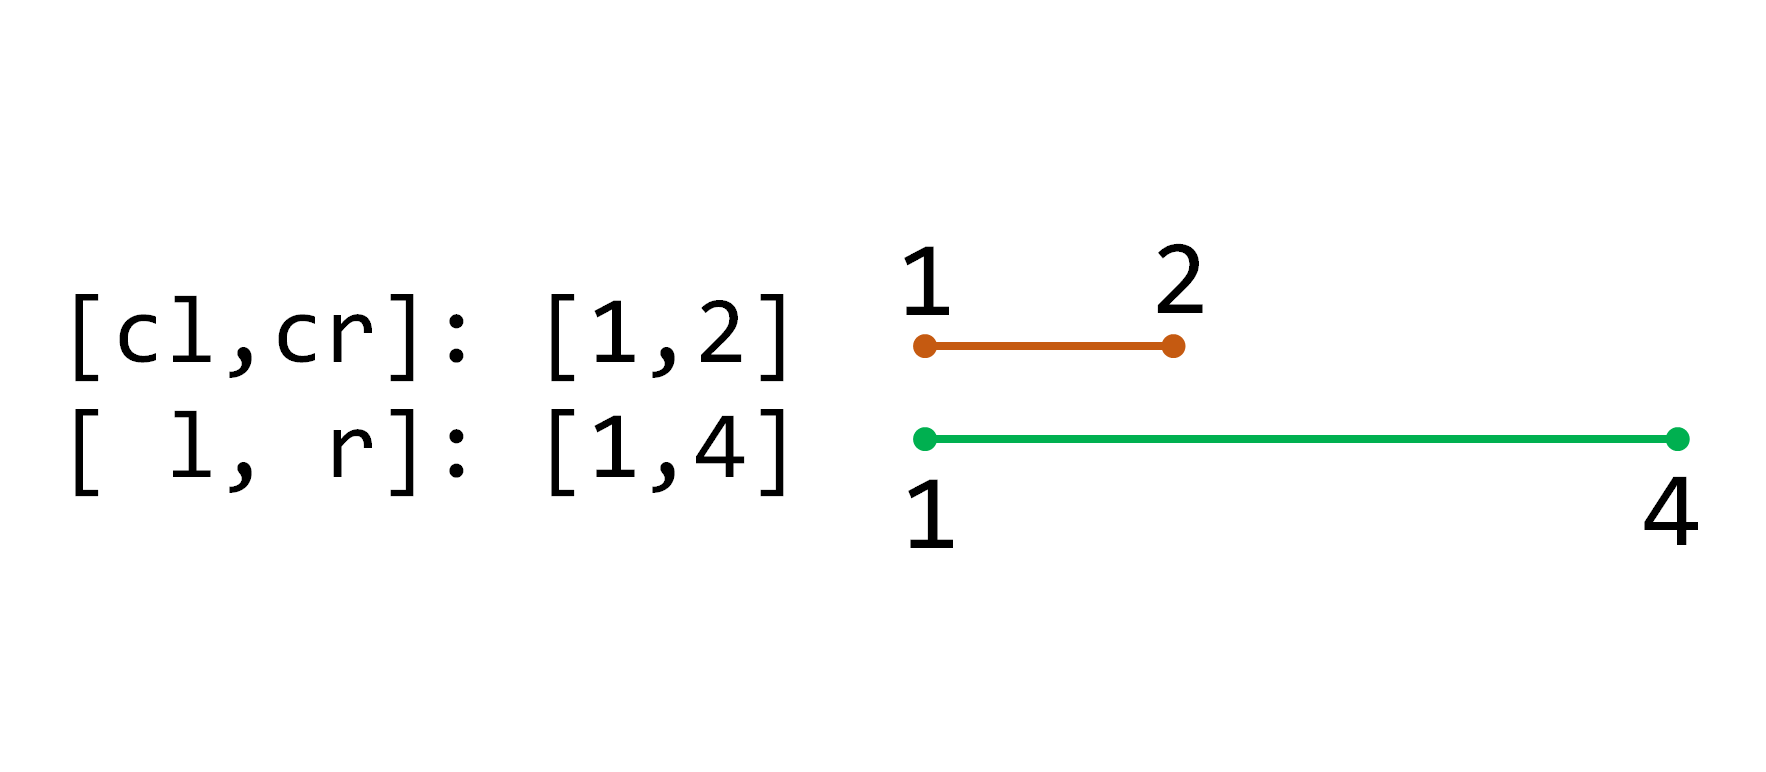 [cl,cr]: [1,2]
[ l, r]: [1,4]
1 2
1 4